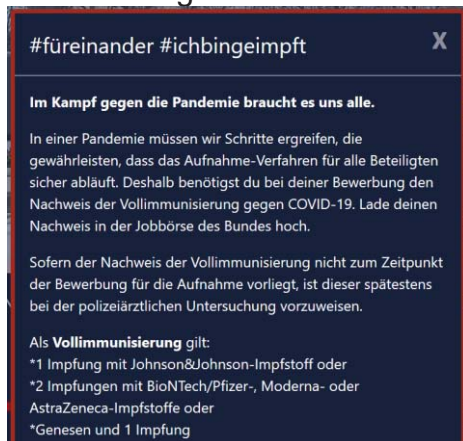 #füreinander #ichbingeimpft X
Im Kampf gegen die Pandemie braucht es uns alle.
In einer Pandemie müssen wir Schritte ergreifen, die
gewährleisten, dass das Aufnahme-Verfahren für alle Beteiligten
sicher abläuft. Deshalb benötigst du bei deiner Bewerbung den
Nachweis der Vollimmunisierung gegen COVID-19. Lade deinen
Nachweis in der Jobbörse des Bundes hoch.
Sofern der Nachweis der Vollimmunisierung nicht zum Zeitpunkt
der Bewerbung für die Aufnahme vorliegt, ist dieser spätestens
bei der polizeiärztlichen Untersuchung vorzuweisen.
Als Vollimmunisierung gilt:
*1 Impfung mit Johnson&Johnson-Impfstoff oder
*2 Impfungen mit BioNTech/Pfizer-, Moderna- oder
AstraZeneca-Impfstoffe oder
*Genesen und 1 Impfung